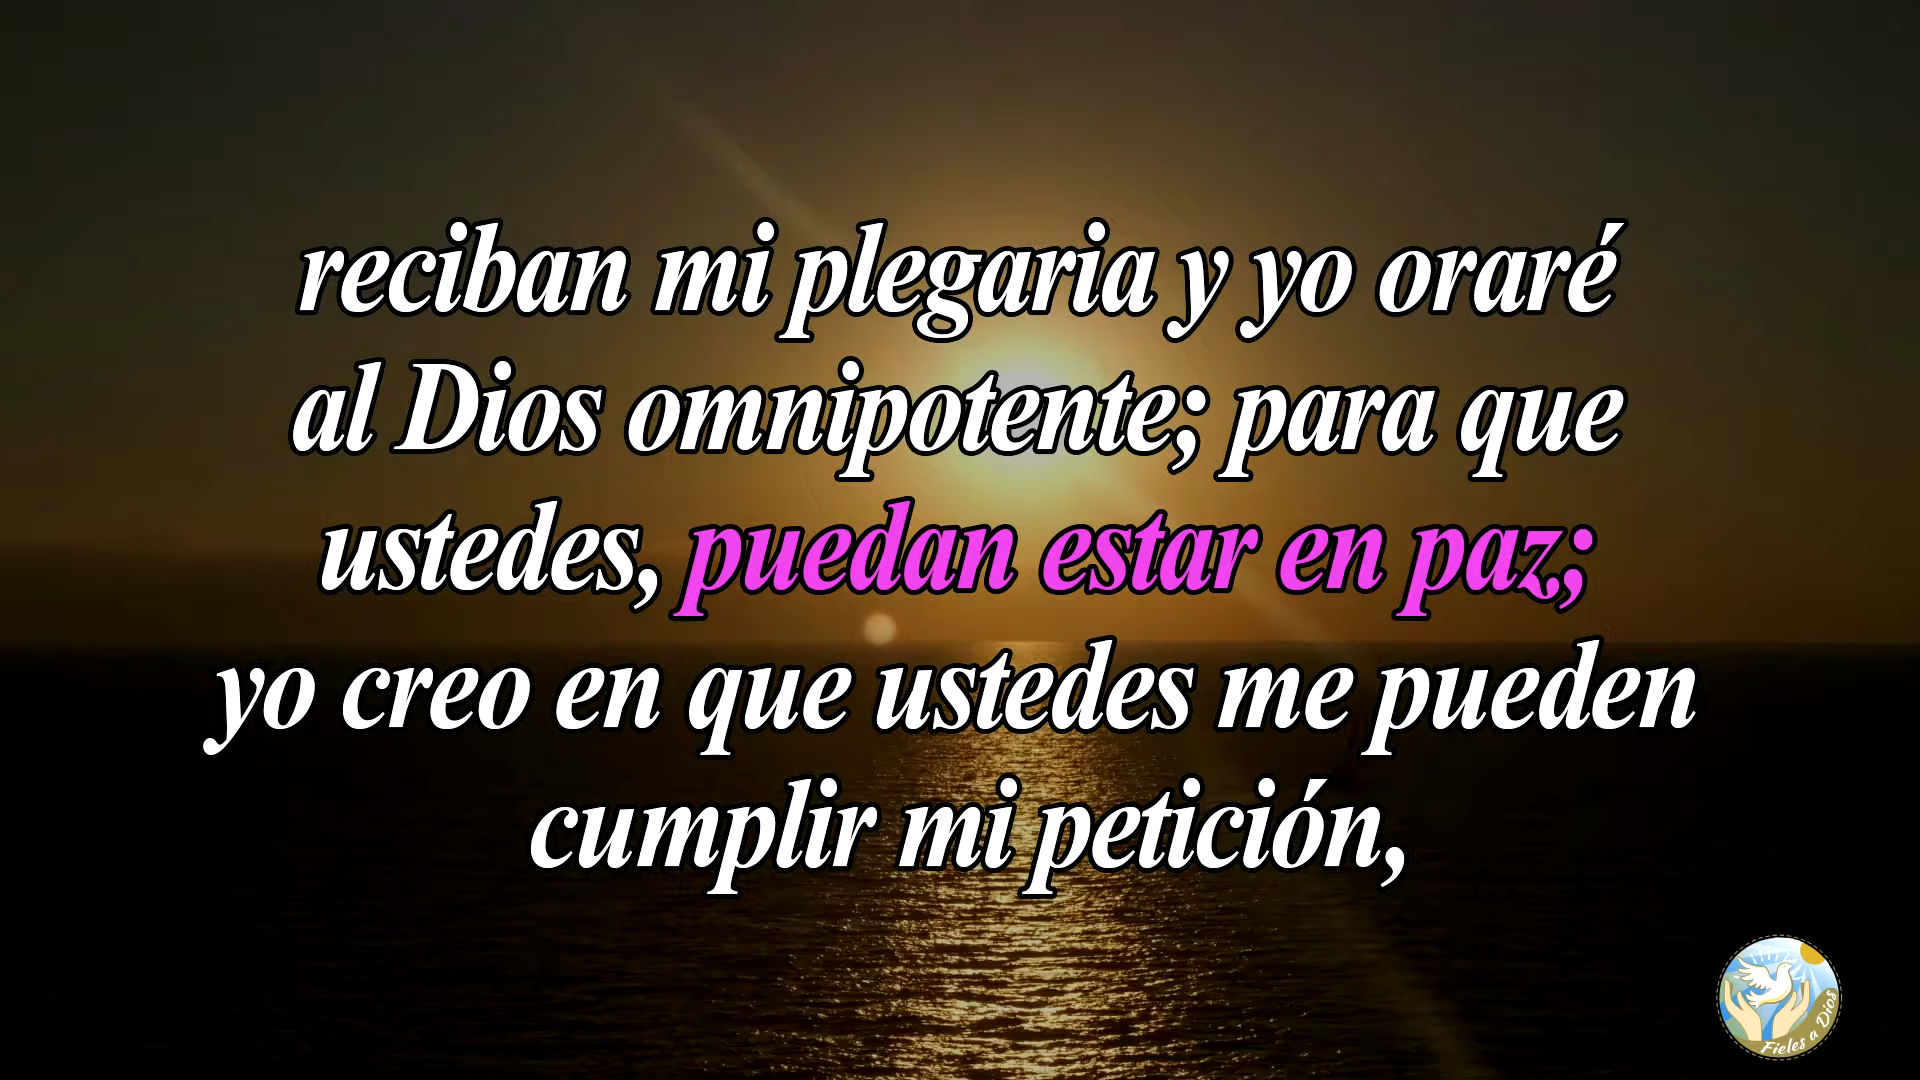 reciban mi plegaria y yo oraré
al Dios omnipotente; para que
ustedes, puedan estar en paz;
yo creo en que ustedes me pueden
cumplir mi petición,
Fieles a Dios